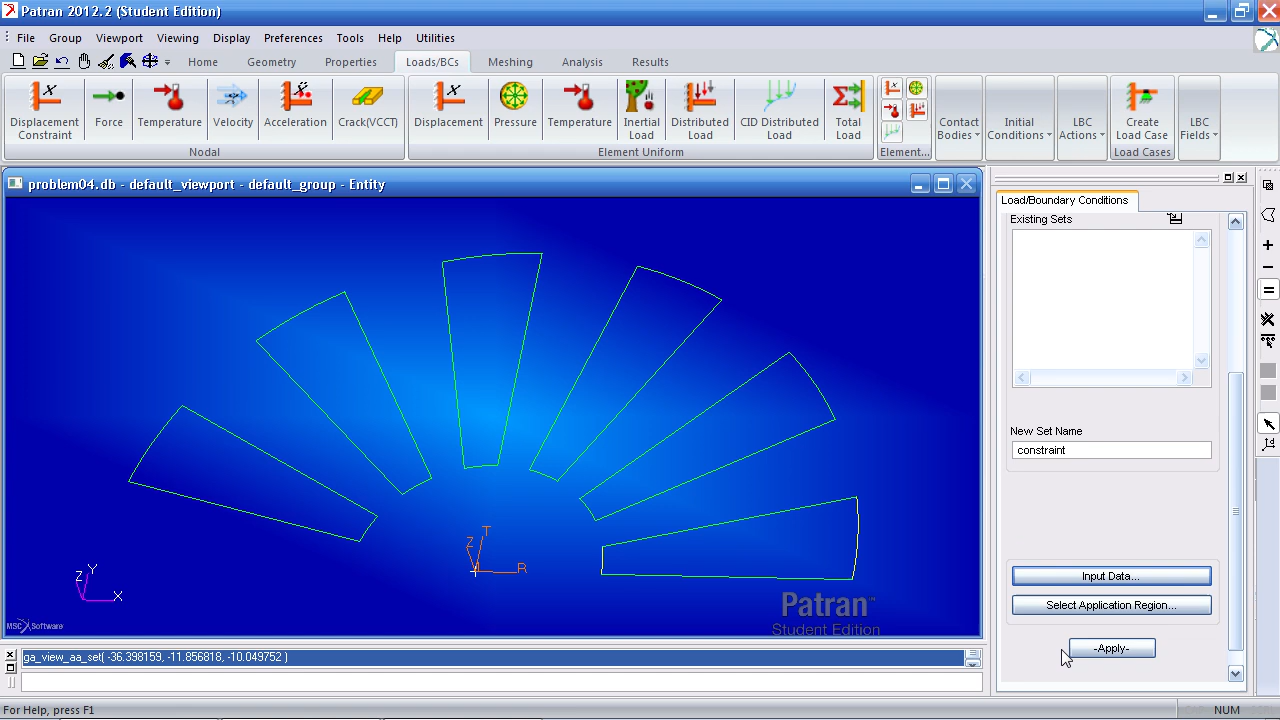 Patran 2012.2 (Student Edition)
File Group Viewport Viewing Display Preferences Tools Help Utilities
Home Geometry Properties Loads/BCs Meshing Analysis Results
Displacement Constraint
Force
Temperatu
elocity
Acceleration
Crack(VCCT)
Nodal
Displacement
Pressure
Temperature
Inertial Load
Distributed Load
CID Distributed Load
Total Load
Element Uniform
Element...
Contact Bodies
Initial Conditions
LBC Actions
Create Load Case
Load Cases
LBC Fields
problem04.db - default_viewport - default_group - Entity
Z T R
Z Y X
MSC Software
Patran™
Student Edition
Load/Boundary Conditions
Existing Sets
New Set Name
constraint
Input Data...
Select Application Region...
-Apply-
ga_view_aa_set( -36.398159, -11.856818, -10.049752 )
For Help, press F1
NUM